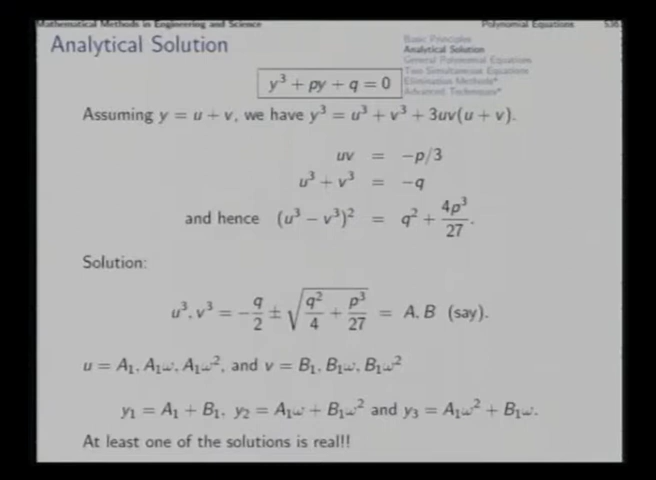 Mathematical Methods in Engineering and Science
Polynomial Equations
Analytical Solution
Basic Principles
Analytical Solution
General Polynomial Equations
Two Simultaneous Equations
Elimination Methods*
Advanced Techniques*
y³ + py + q = 0
Assuming y = u + v, we have y³ = u³ + v³ + 3uv(u + v).
uv = −p/3
u³ + v³ = −q
and hence (u³ − v³)² = q² + 4p³/27.
Solution:
u³, v³ = −q/2 ± √(q²/4 + p³/27) = A, B (say).
u = A₁, A₁ω, A₁ω², and v = B₁, B₁ω, B₁ω²
y₁ = A₁ + B₁, y₂ = A₁ω + B₁ω² and y₃ = A₁ω² + B₁ω.
At least one of the solutions is real!!